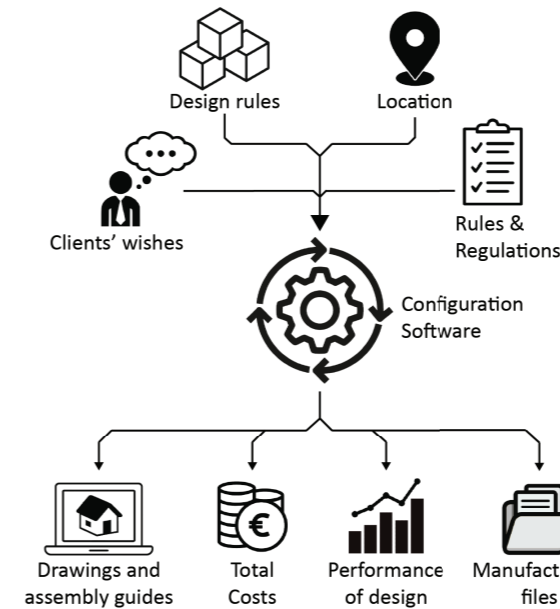 Design rules
Location
Clients' wishes
Rules &
Regulations
Configuration
Software
€
Drawings and
assembly guides
Total
Costs
Performance
of design
Manufact
files